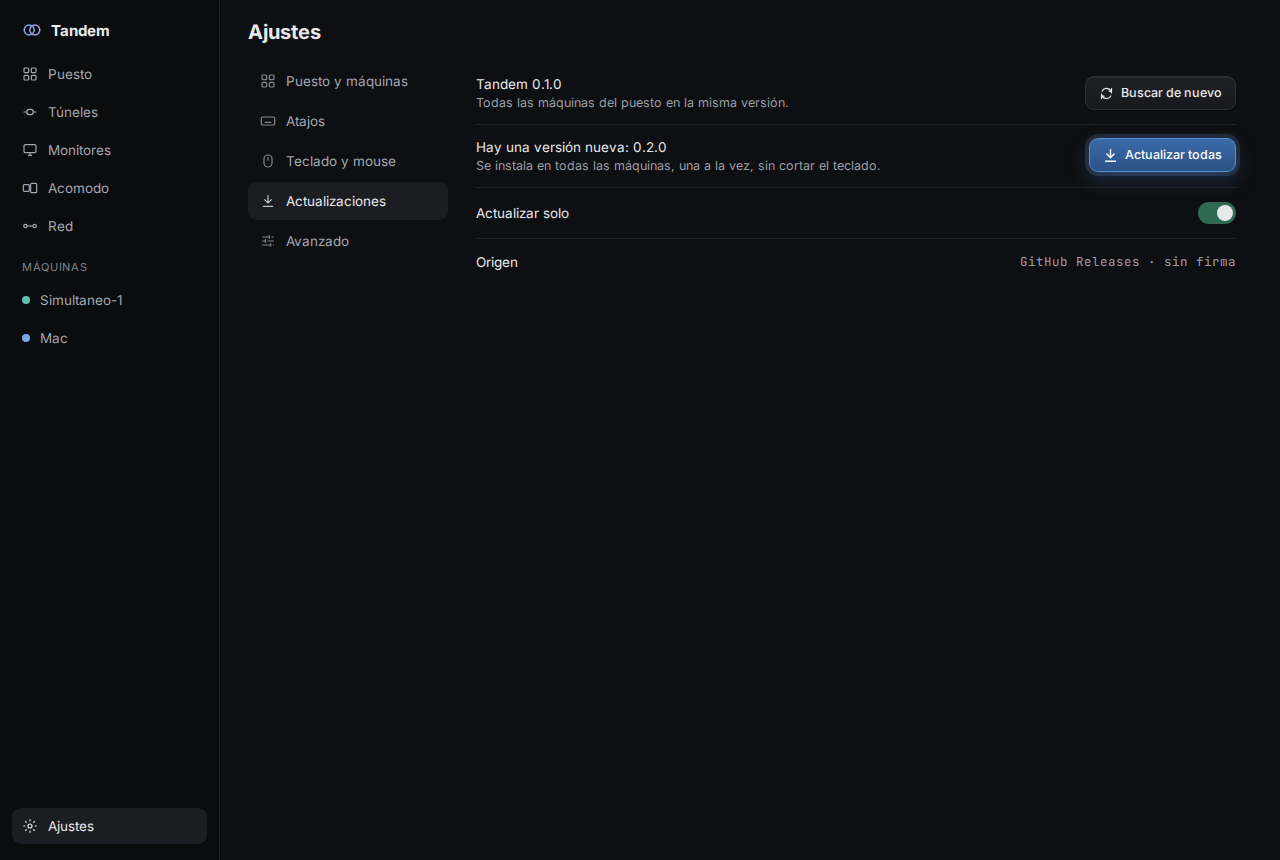 Tandem
Puesto
Túneles
Monitores
Acomodo
Red
MÁQUINAS
Simultaneo-1
Mac
Ajustes
Ajustes
Puesto y máquinas
Atajos
Teclado y mouse
Actualizaciones
Avanzado
Tandem 0.1.0
Todas las máquinas del puesto en la misma versión.
Buscar de nuevo
Hay una versión nueva: 0.2.0
Se instala en todas las máquinas, una a la vez, sin cortar el teclado.
Actualizar todas
Actualizar solo
Origen
GitHub Releases · sin firma